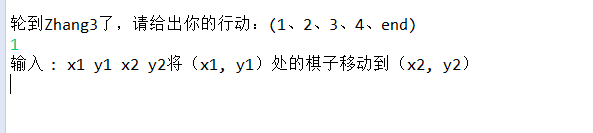 轮到Zhang3了，请给出你的行动：(1、2、3、4、end)
1
输入 : x1 y1 x2 y2将（x1, y1）处的棋子移动到（x2, y2）